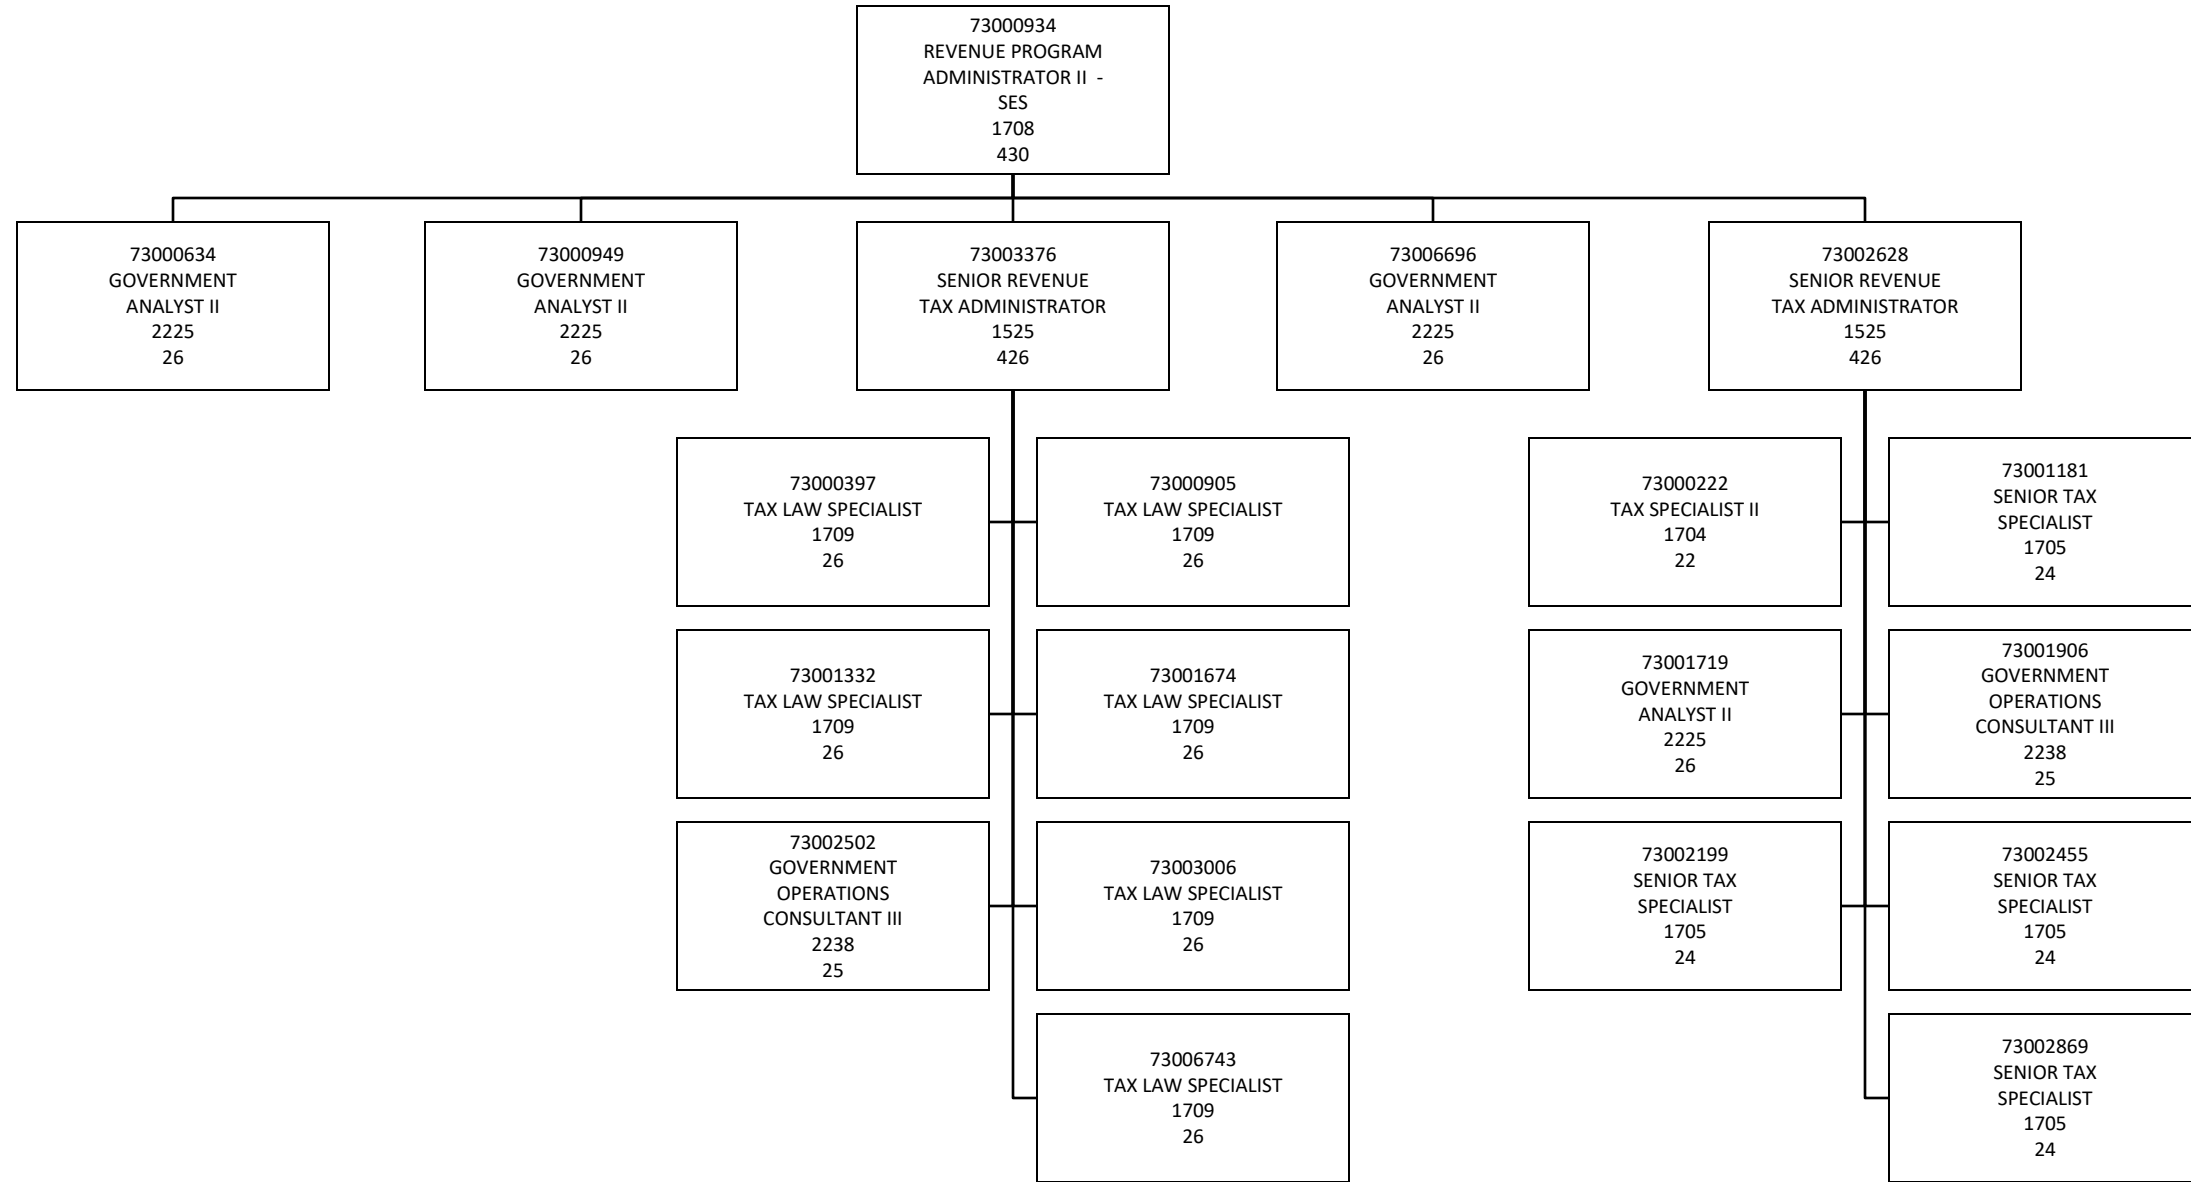 73000934
REVENUE PROGRAM
ADMINISTRATOR II  -
SES
1708
430
73000634
GOVERNMENT
ANALYST II
2225
26
73000949
GOVERNMENT
ANALYST II
2225
26
73003376
SENIOR REVENUE
TAX ADMINISTRATOR
1525
426
73006696
GOVERNMENT
ANALYST II
2225
26
73002628
SENIOR REVENUE
TAX ADMINISTRATOR
1525
426
73000397
TAX LAW SPECIALIST
1709
26
73000905
TAX LAW SPECIALIST
1709
26
73000222
TAX SPECIALIST II
1704
22
73001181
SENIOR TAX
SPECIALIST
1705
24
73001332
TAX LAW SPECIALIST
1709
26
73001674
TAX LAW SPECIALIST
1709
26
73001719
GOVERNMENT
ANALYST II
2225
26
73001906
GOVERNMENT
OPERATIONS
CONSULTANT III
2238
25
73002502
GOVERNMENT
OPERATIONS
CONSULTANT III
2238
25
73003006
TAX LAW SPECIALIST
1709
26
73002199
SENIOR TAX
SPECIALIST
1705
24
73002455
SENIOR TAX
SPECIALIST
1705
24
73006743
TAX LAW SPECIALIST
1709
26
73002869
SENIOR TAX
SPECIALIST
1705
24